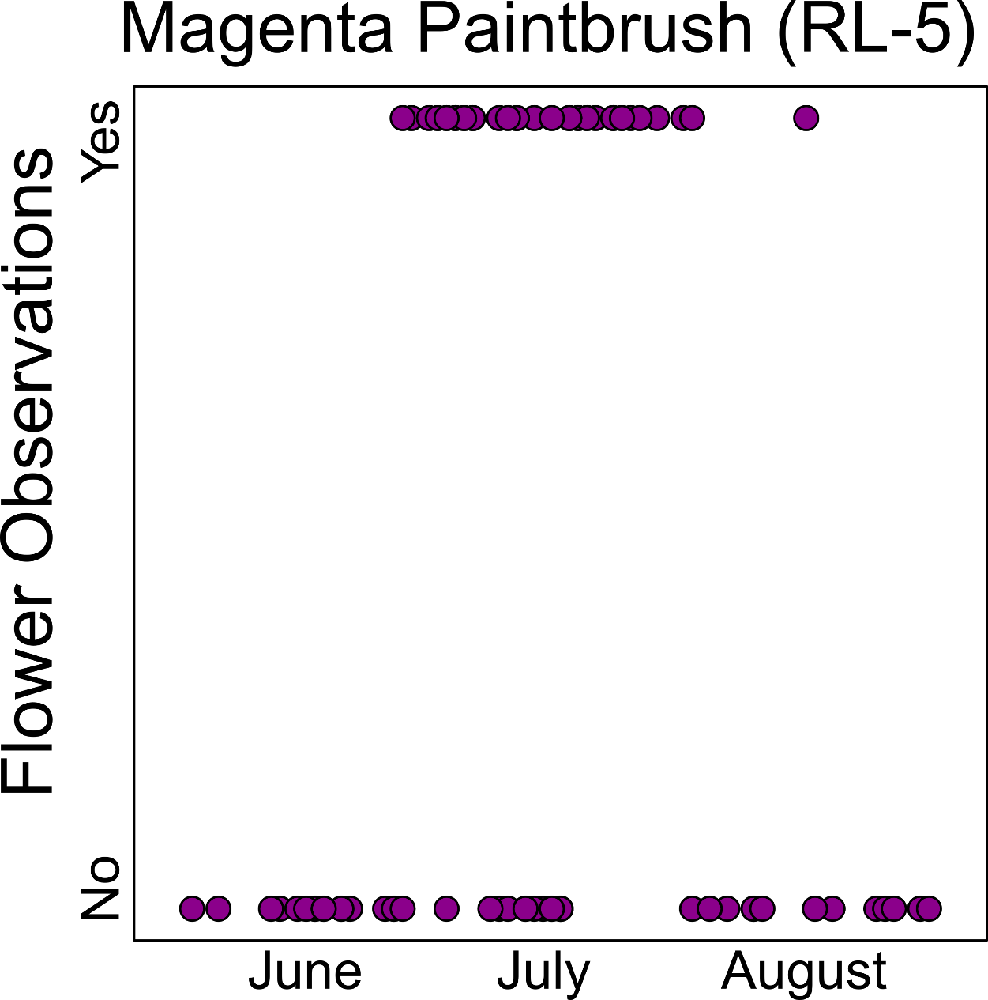 Magenta Paintbrush (RL-5)
Flower Observations
Yes
No
June
July
August